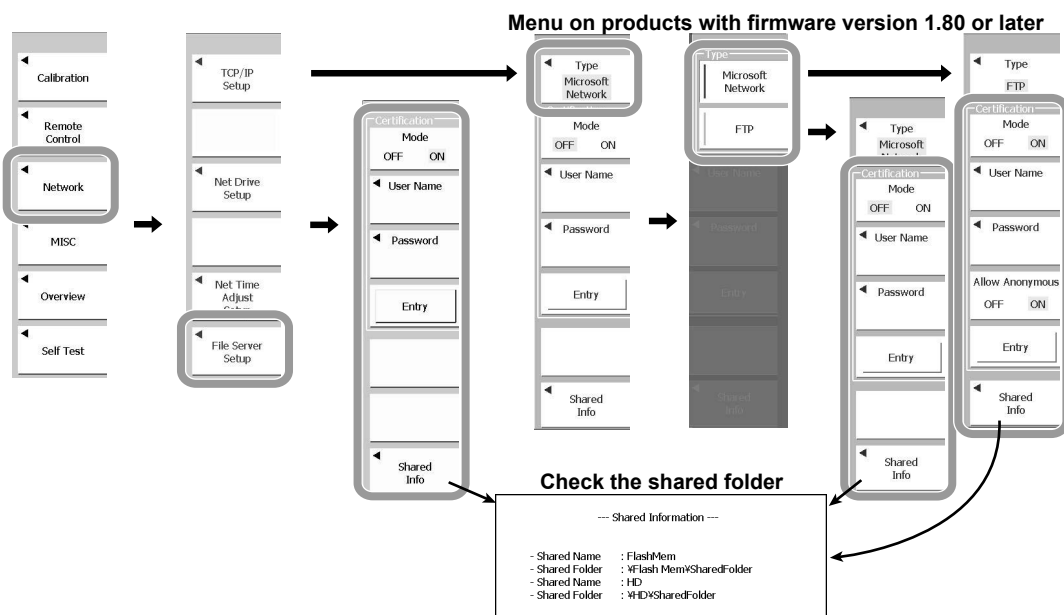 Menu on products with firmware version 1.80 or later
Calibration
Remote
Control
Network
MISC
Overview
Self Test
TCP/IP
Setup
Net Drive
Setup
Net Time
Adjust
Setup
File Server
Setup
Certification
Mode
OFF ON
User Name
Password
Entry
Shared
Info
Type
Microsoft
Network
Certification
Mode
OFF ON
User Name
Password
Entry
Shared
Info
Type
Microsoft
Network
FTP
User Name
Password
Entry
Shared
Info
Type
Microsoft
Network
Certification
Mode
OFF ON
User Name
Password
Entry
Shared
Info
Type
FTP
Certification
Mode
OFF ON
User Name
Password
Allow Anonymous
OFF ON
Entry
Shared
Info
Check the shared folder
--- Shared Information ---
- Shared Name : FlashMem
- Shared Folder : ¥Flash Mem¥SharedFolder
- Shared Name : HD
- Shared Folder : ¥HD¥SharedFolder